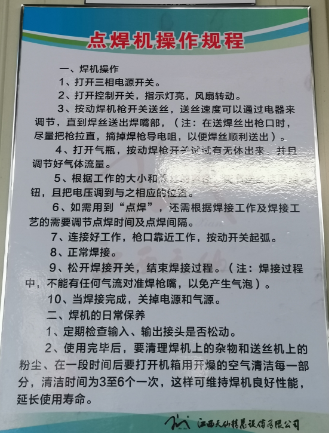 点焊机操作规程
一、焊机操作
1、打开三相电源开关。
2、打开控制开关，指示灯亮，风扇转动。
3、按动焊机枪开关送丝，送丝速度可以通过电器来
调节，直到焊丝送出焊嘴部，（注：在送焊丝出枪口时，
尽量把枪拉直，摘掉焊枪导电咀，以便焊丝顺利送出）。
4、打开气瓶，按动焊枪开关试试有无体出来，并且
调节好气体流量。
5、根据工作的大小和
钮，且把电压调到与之相应的位置。
6、如需用到“点焊”，还需根据焊接工作及焊接工
艺的需要调节点焊时间及点焊间隔。
7、连接好工作，枪口靠近工作，按动开关起弧。
8、正常焊接。
9、松开焊接开关，结束焊接过程。（注：焊接过程
中，不能有任何气流对准焊枪嘴，以免产生气泡）。
10、当焊接完成，关掉电源和气源。
二、焊机的日常保养
1、定期检查输入、输出接头是否松动。
2、使用完毕后，要清理焊机上的杂物和送丝机上的
粉尘、在一段时间后要打开机箱用开燥的空气清洁每一部
分，清洁时间为3至6个一次，这样可维持焊机良好性能，
延长使用寿命。
江西天仙精昆设备有限公司